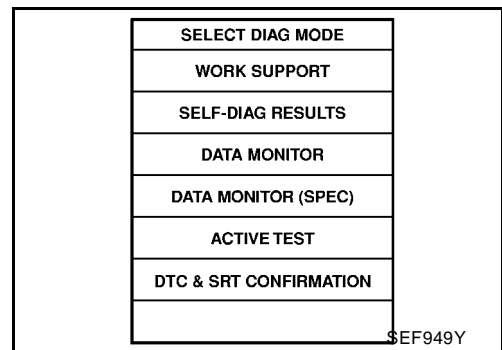 SELECT DIAG MODE
WORK SUPPORT
SELF-DIAG RESULTS
DATA MONITOR
DATA MONITOR (SPEC)
ACTIVE TEST
DTC & SRT CONFIRMATION
SEF949Y